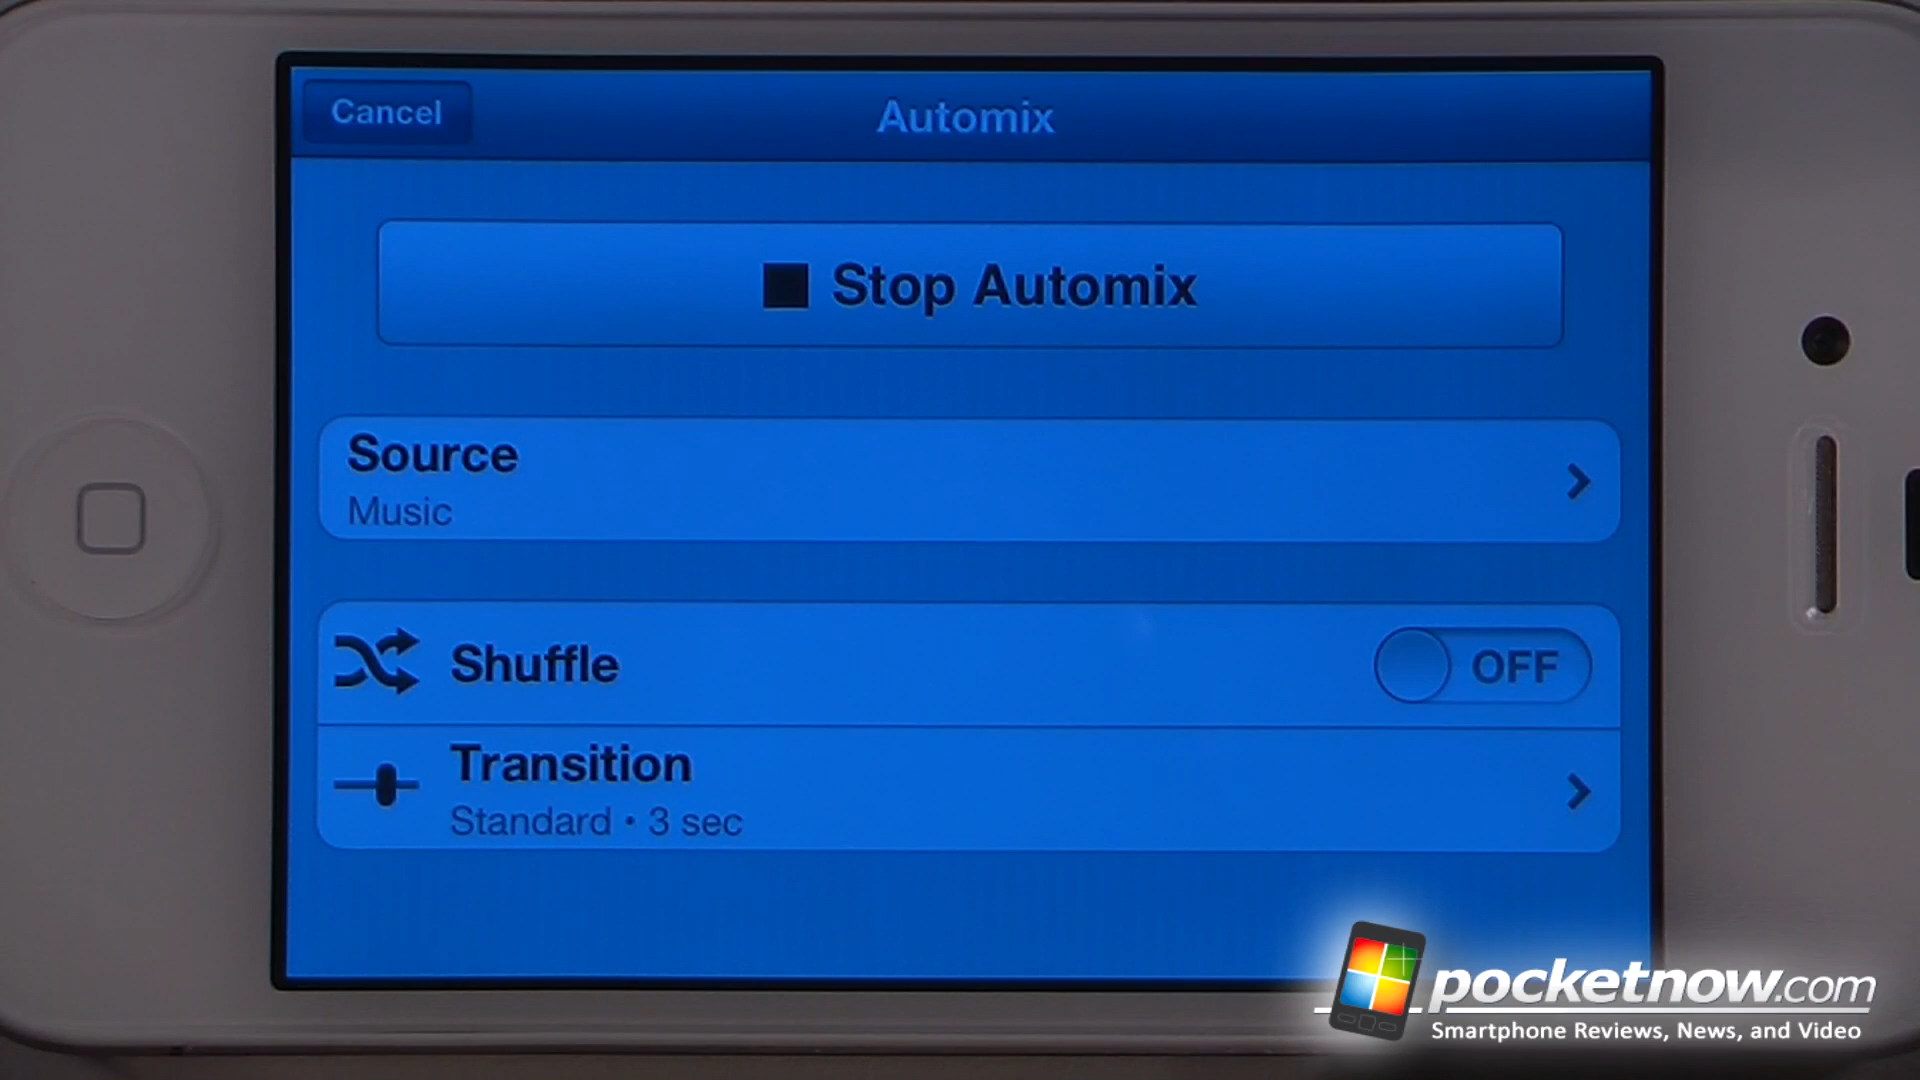 Cancel
Automix
Stop Automix
Source
Music
Shuffle
OFF
Transition
Standard • 3 sec
pocketnow.com
Smartphone Reviews, News, and Video